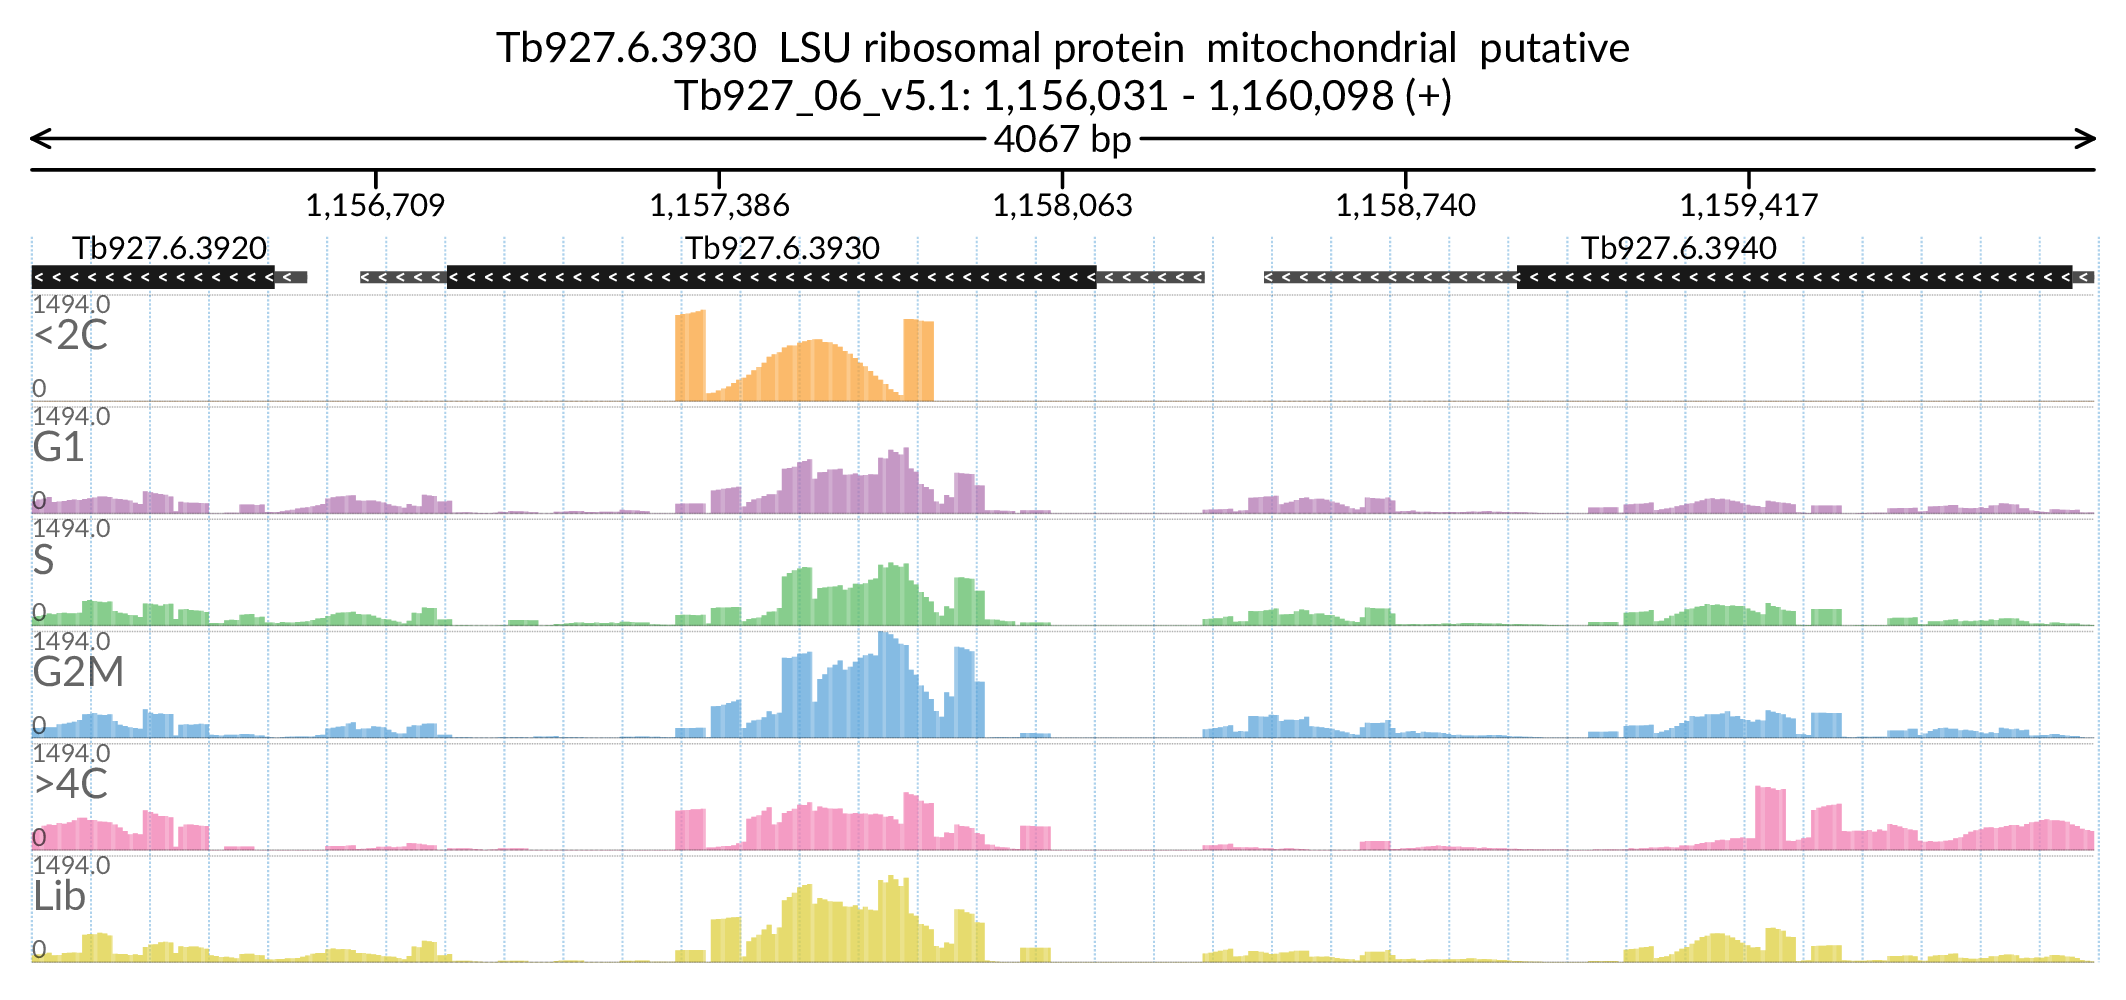 Tb927.6.3930 LSU ribosomal protein mitochondrial putative
Tb927_06_v5.1: 1,156,031 - 1,160,098 (+)
4067 bp
1,156,709 1,157,386 1,158,063 1,158,740 1,159,417
Tb927.6.3920 Tb927.6.3930 Tb927.6.3940
1494.0
<2C
0
1494.0
G1
0
1494.0
S
0
1494.0
G2M
0
1494.0
>4C
0
1494.0
Lib
0